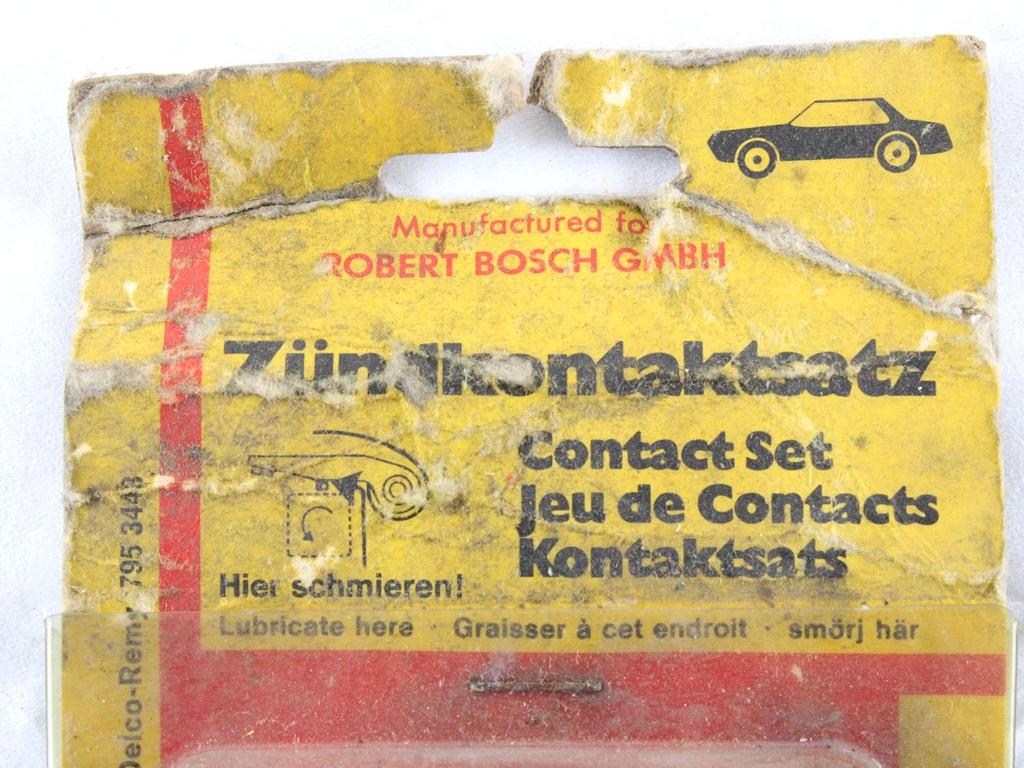 Manufactured fo
ROBERT BOSCH GMBH
Zündkontaktsatz
Contact Set
Jeu de Contacts
Kontaktsats
Hier schmieren!
Lubricate here · Graisser à cet endroit · smörj här
Delco-Remy 795 3448